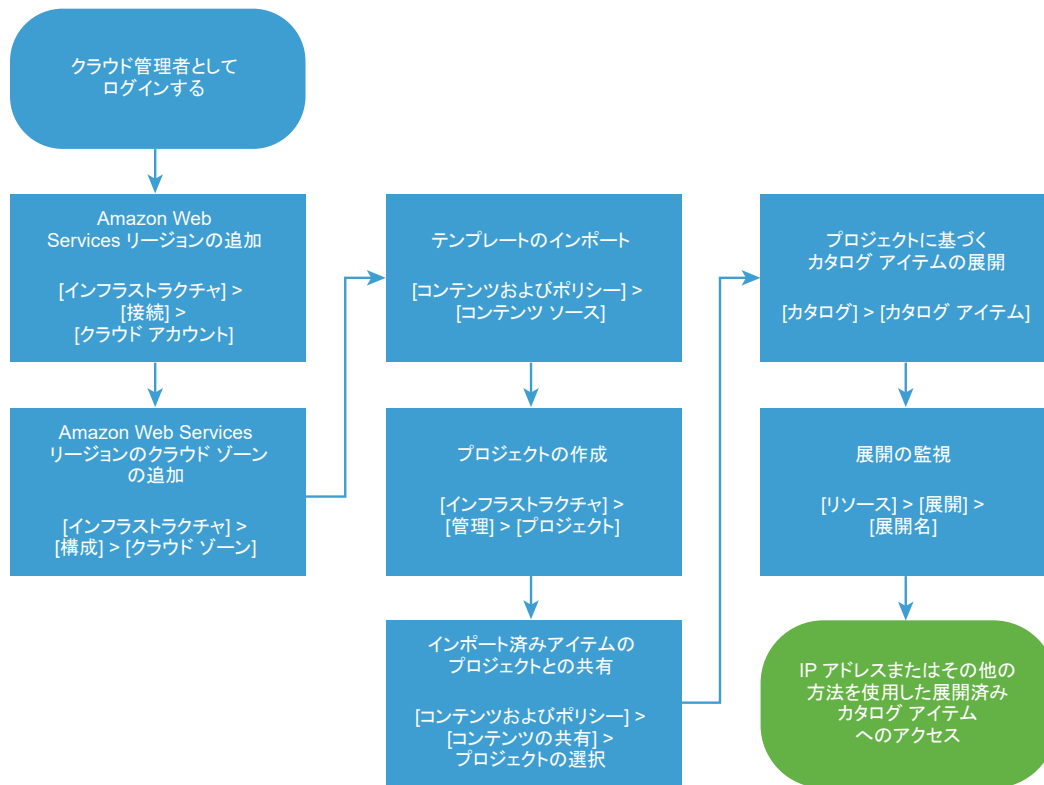 クラウド管理者として
ログインする
Amazon Web
Services リージョンの追加
[インフラストラクチャ] >
[接続] >
[クラウド アカウント]
Amazon Web Services
リージョンのクラウド ゾーン
の追加
[インフラストラクチャ] >
[構成] > [クラウド ゾーン]
テンプレートのインポート
[コンテンツおよびポリシー] >
[コンテンツ ソース]
プロジェクトの作成
[インフラストラクチャ] >
[管理] > [プロジェクト]
インポート済みアイテムの
プロジェクトとの共有
[コンテンツおよびポリシー] >
[コンテンツの共有] >
プロジェクトの選択
プロジェクトに基づく
カタログ アイテムの展開
[カタログ] > [カタログ アイテム]
展開の監視
[リソース] > [展開] >
[展開名]
IP アドレスまたはその他の
方法を使用した展開済み
カタログ アイテム
へのアクセス